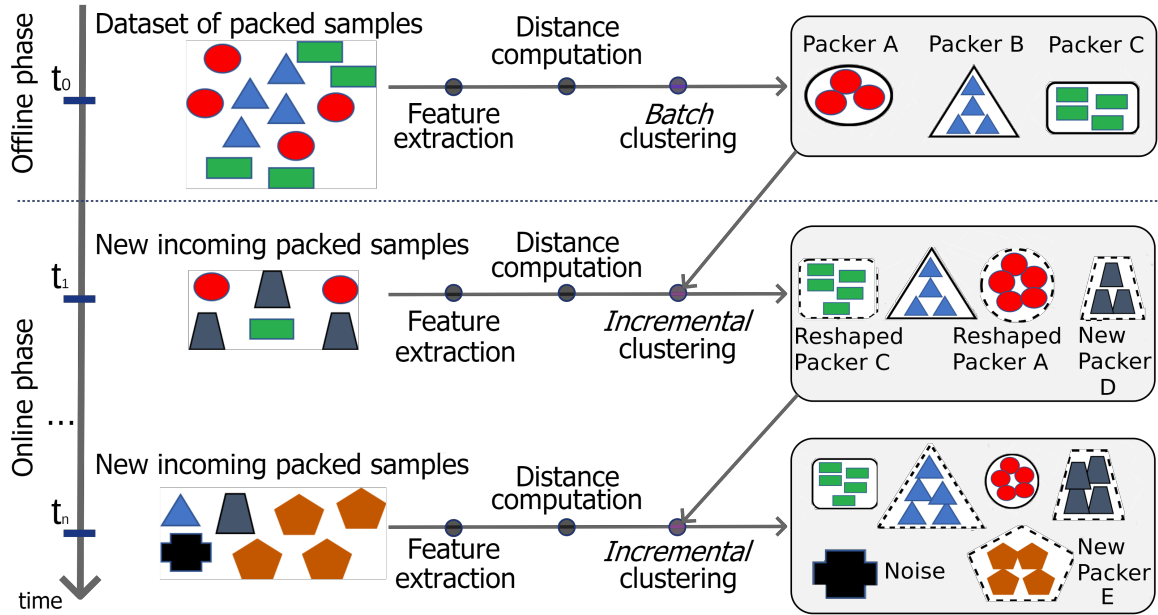 Offline phase
t0
Dataset of packed samples
Distance
computation
Feature
extraction
Batch
clustering
Packer A
Packer B
Packer C
Online phase
t1
New incoming packed samples
Distance
computation
Feature
extraction
Incremental
clustering
Reshaped
Packer C
Reshaped
Packer A
New
Packer
D
...
tn
New incoming packed samples
Distance
computation
Feature
extraction
Incremental
clustering
Noise
New
Packer
E
time